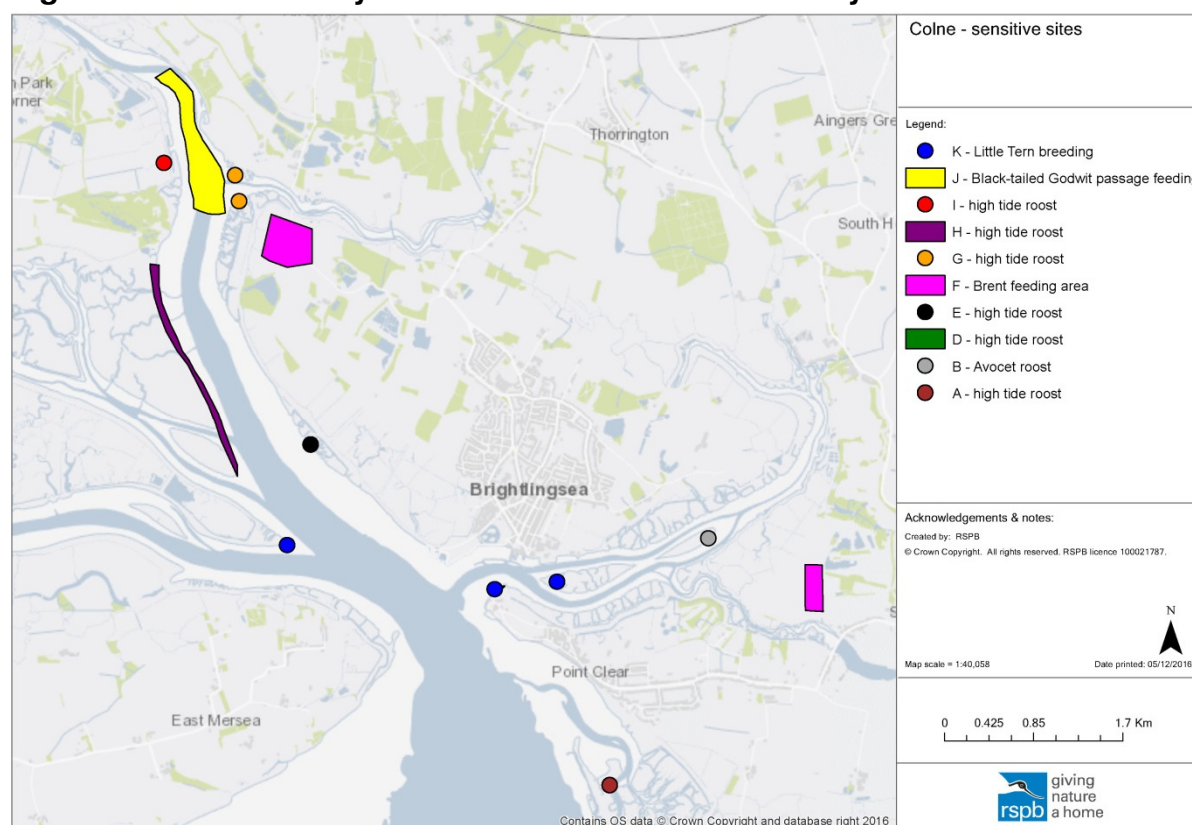 Colne - sensitive sites
Park
orner
Thorrington
Aingers Gre
South H
Brightlingsea
Point Clear
East Mersea
Contains OS data © Crown Copyright and database right 2016
Legend:
K - Little Tern breeding
J - Black-tailed Godwit passage feeding
I - high tide roost
H - high tide roost
G - high tide roost
F - Brent feeding area
E - high tide roost
D - high tide roost
B - Avocet roost
A - high tide roost
Acknowledgements & notes:
Created by: RSPB
© Crown Copyright. All rights reserved. RSPB licence 100021787.
N
Map scale = 1:40,058 Date printed: 05/12/2016
0 0.425 0.85 1.7 Km
rspb
giving
nature
a home